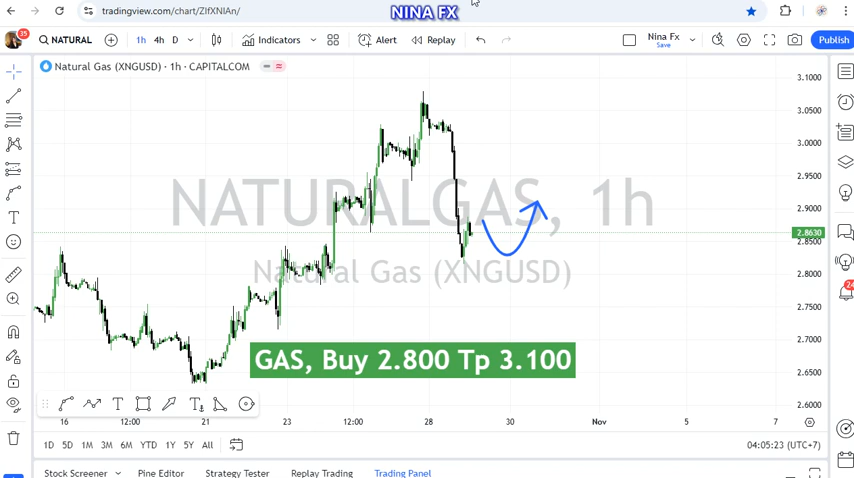 NINA FX
tradingview.com/chart/ZIfXNIAn/
35
NATURAL
1h
4h
D
Indicators
Alert
Replay
Nina Fx
Save
Publish
Natural Gas (XNGUSD) · 1h · CAPITALCOM
NATURALGAS, 1h
Natural Gas (XNGUSD)
3.1000
3.0500
3.0000
2.9500
2.9000
2.8630
2.8500
2.8000
2.7500
2.7000
2.6500
2.6000
24
GAS, Buy 2.800 Tp 3.100
16
12:00
21
23
12:00
28
30
Nov
5
7
1D 5D 1M 3M 6M YTD 1Y 5Y All
04:05:23 (UTC+7)
Stock Screener
Pine Editor
Strategy Tester
Replay Trading
Trading Panel